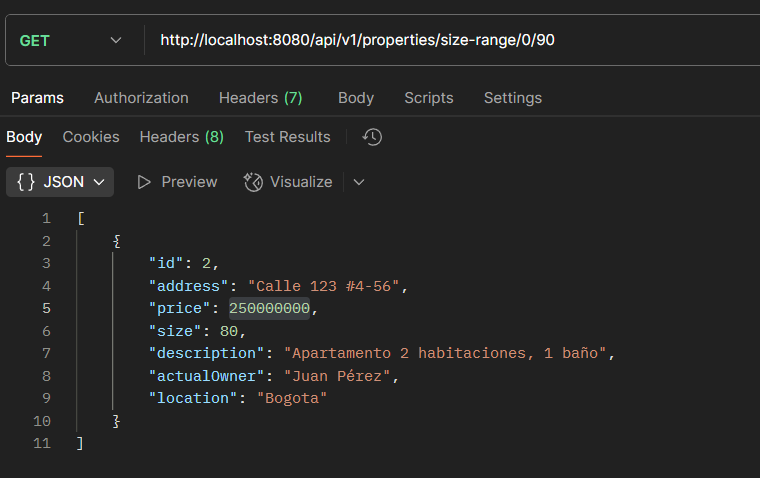 GET http://localhost:8080/api/v1/properties/size-range/0/90
Params Authorization Headers (7) Body Scripts Settings
Body Cookies Headers (8) Test Results
{ } JSON Preview Visualize
1 [
2 {
3 "id": 2,
4 "address": "Calle 123 #4-56",
5 "price": 250000000,
6 "size": 80,
7 "description": "Apartamento 2 habitaciones, 1 baño",
8 "actualOwner": "Juan Pérez",
9 "location": "Bogota"
10 }
11 ]